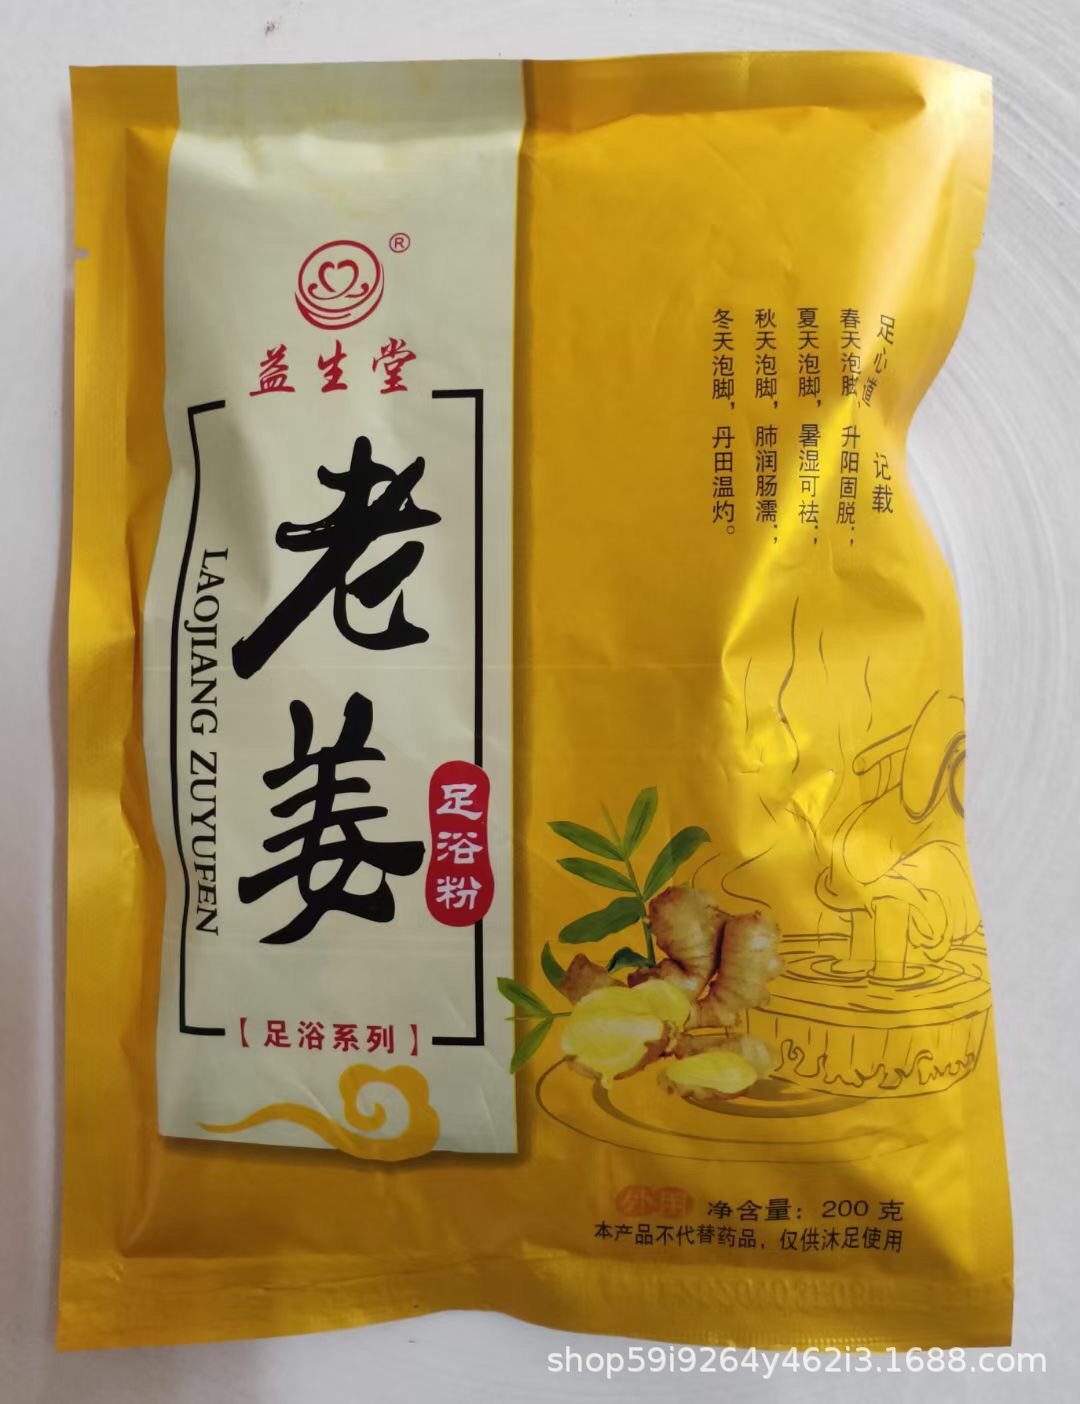 ®
益生堂
老姜
LAOJIANG ZUYUFEN
足浴粉
【足浴系列】
足心道 记载
春天泡脚，升阳固脱；
夏天泡脚，暑湿可祛；
秋天泡脚，肺润肠濡；
冬天泡脚，丹田温灼。
外用
净含量：200 克
本产品不代替药品，仅供沐足使用
shop59i9264y462i3.1688.com